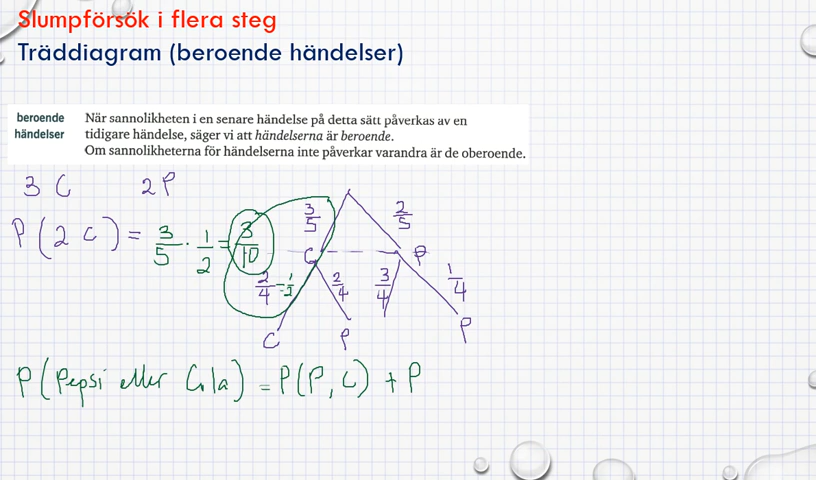 Slumpförsök i flera steg
Träddiagram (beroende händelser)
beroende händelser
När sannolikheten i en senare händelse på detta sätt påverkas av en
tidigare händelse, säger vi att händelserna är beroende.
Om sannolikheterna för händelserna inte påverkar varandra är de oberoende.
3 C 2 P
P(2 C) = 3/5 · 1/2 = 3/10
3/5 2/5
C P
2/4 = 1/2 2/4 3/4 1/4
C P P
P(Pepsi eller Cola) = P(P, C) + P